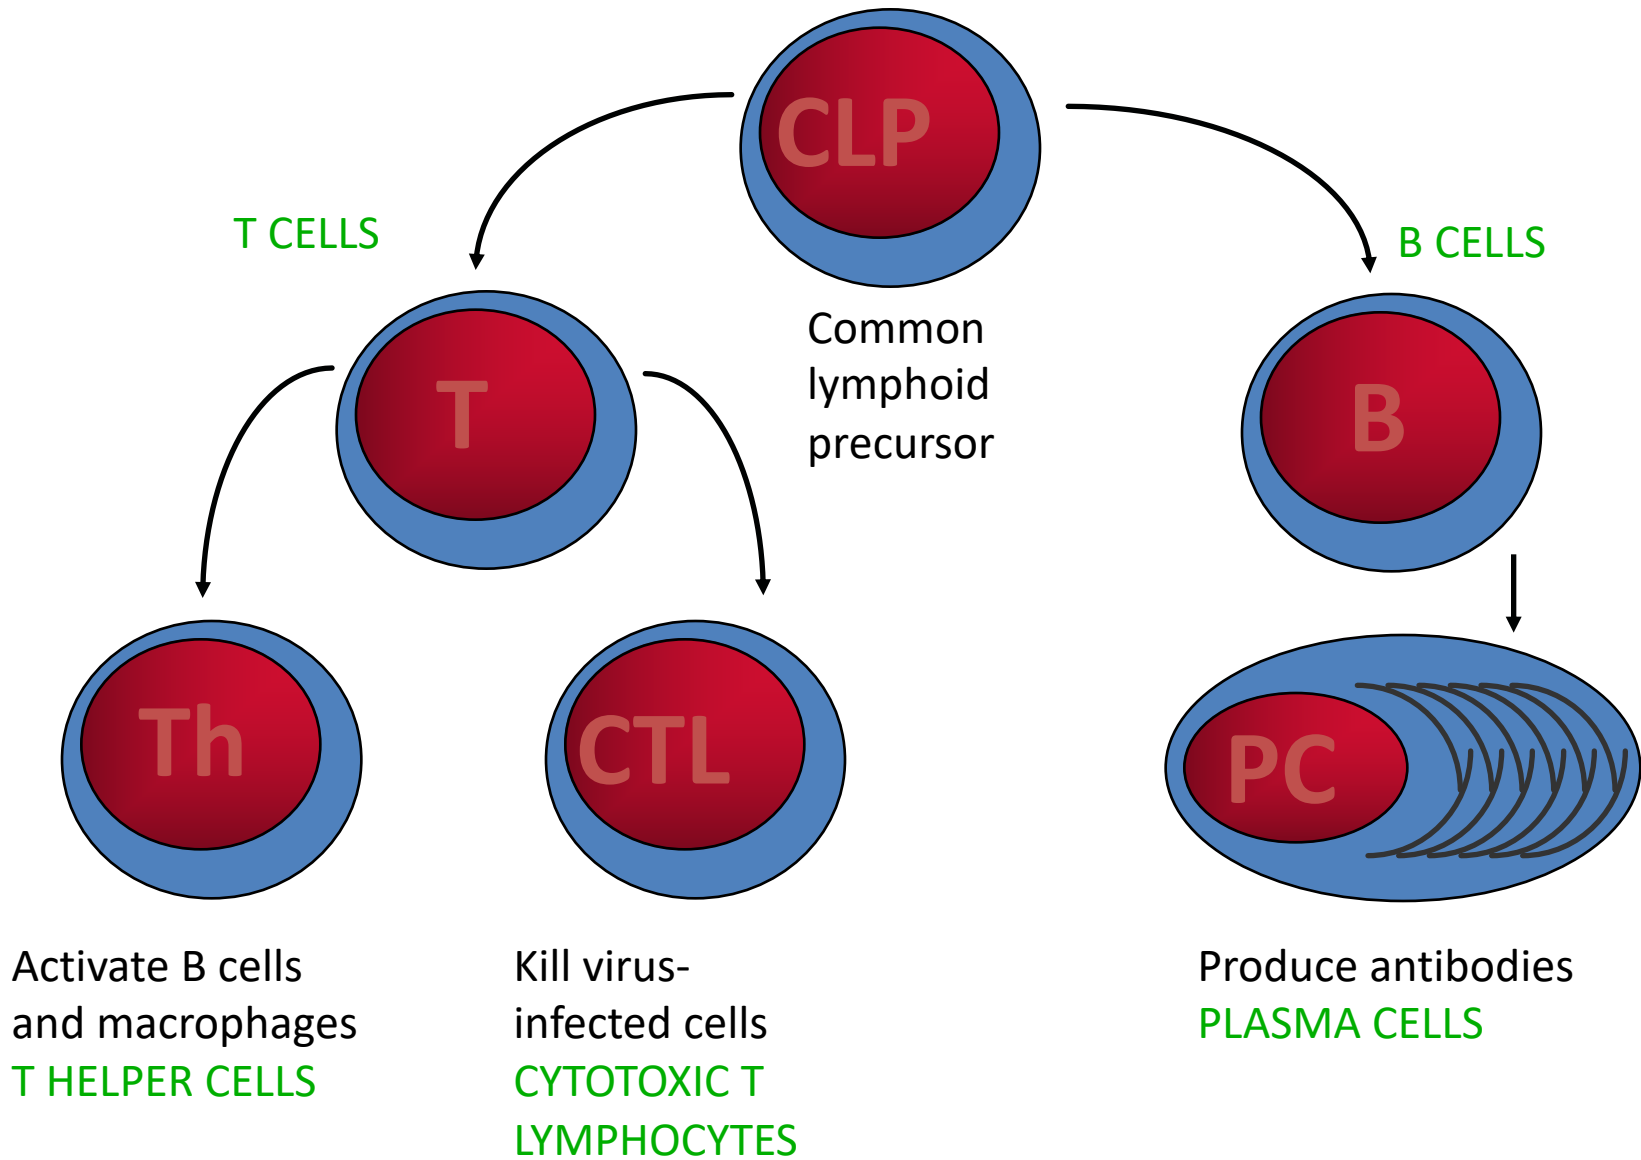 CLP
T CELLS
B CELLS
Common
lymphoid
precursor
T
B
Th
CTL
PC
Activate B cells
and macrophages
T HELPER CELLS
Kill virus-
infected cells
CYTOTOXIC T
LYMPHOCYTES
Produce antibodies
PLASMA CELLS